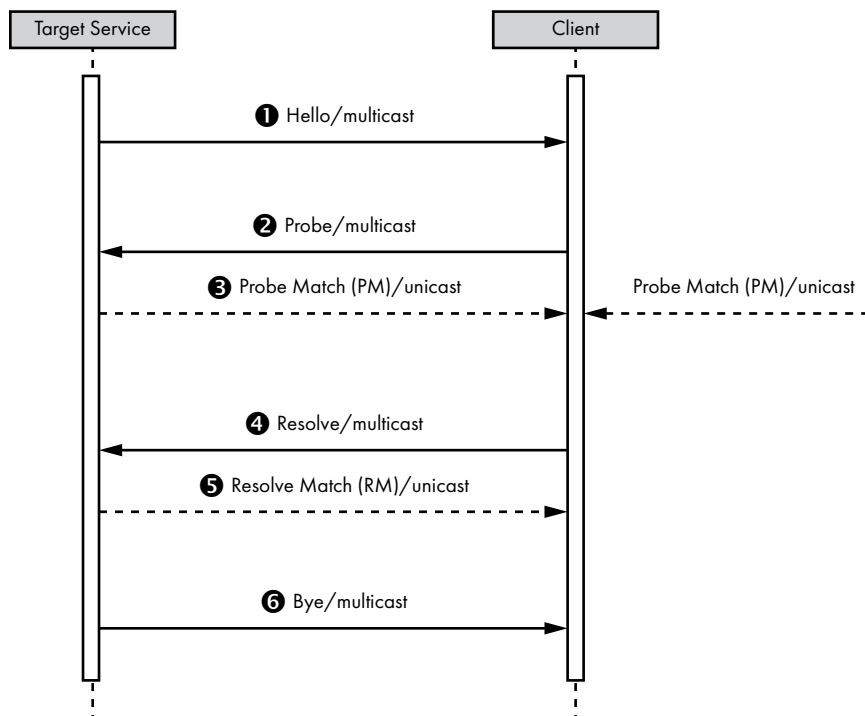 Target Service
Client
❶ Hello/multicast
❷ Probe/multicast
❸ Probe Match (PM)/unicast
Probe Match (PM)/unicast
❹ Resolve/multicast
❺ Resolve Match (RM)/unicast
❻ Bye/multicast